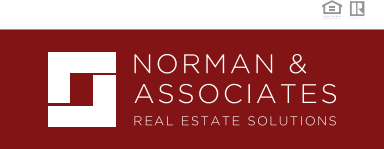 NORMAN &
ASSOCIATES
REAL ESTATE SOLUTIONS